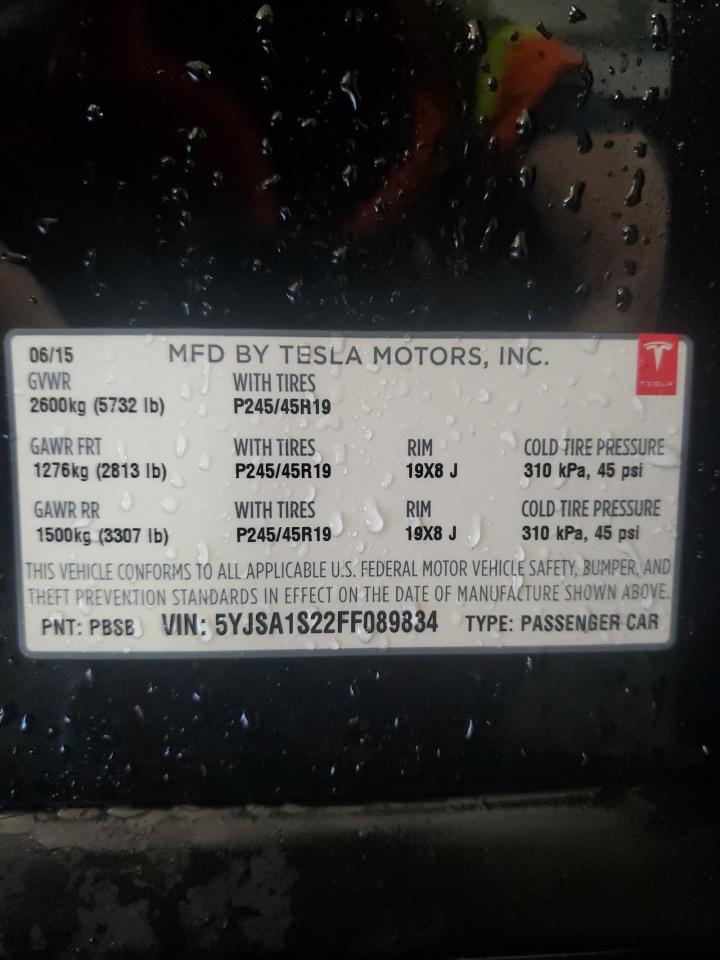 06/15 MFD BY TESLA MOTORS, INC.
TESLA
GVWR WITH TIRES
2600kg (5732 lb) P245/45R19
GAWR FRT WITH TIRES RIM COLD TIRE PRESSURE
1276kg (2813 lb) P245/45R19 19X8 J 310 kPa, 45 psi
GAWR RR WITH TIRES RIM COLD TIRE PRESSURE
1500kg (3307 lb) P245/45R19 19X8 J 310 kPa, 45 psi
THIS VEHICLE CONFORMS TO ALL APPLICABLE U.S. FEDERAL MOTOR VEHICLE SAFETY, BUMPER, AND
THEFT PREVENTION STANDARDS IN EFFECT ON THE DATE OF MANUFACTURE SHOWN ABOVE.
PNT: PBSB VIN: 5YJSA1S22FF089834 TYPE: PASSENGER CAR